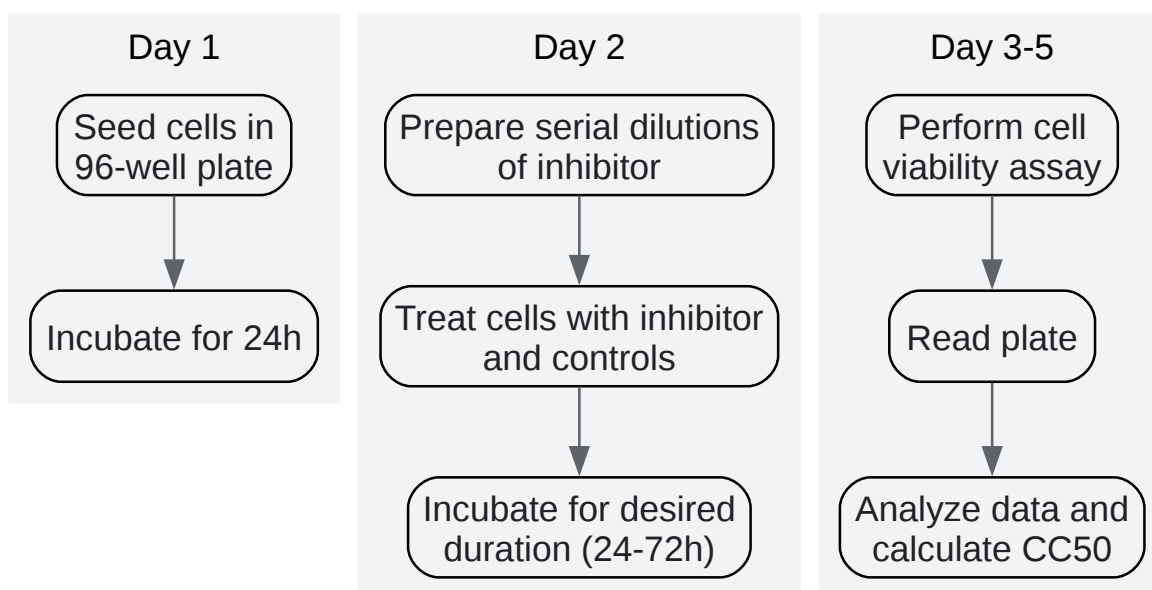 Day 1
Seed cells in
96-well plate
Incubate for 24h
Day 2
Prepare serial dilutions
of inhibitor
Treat cells with inhibitor
and controls
Incubate for desired
duration (24-72h)
Day 3-5
Perform cell
viability assay
Read plate
Analyze data and
calculate CC50